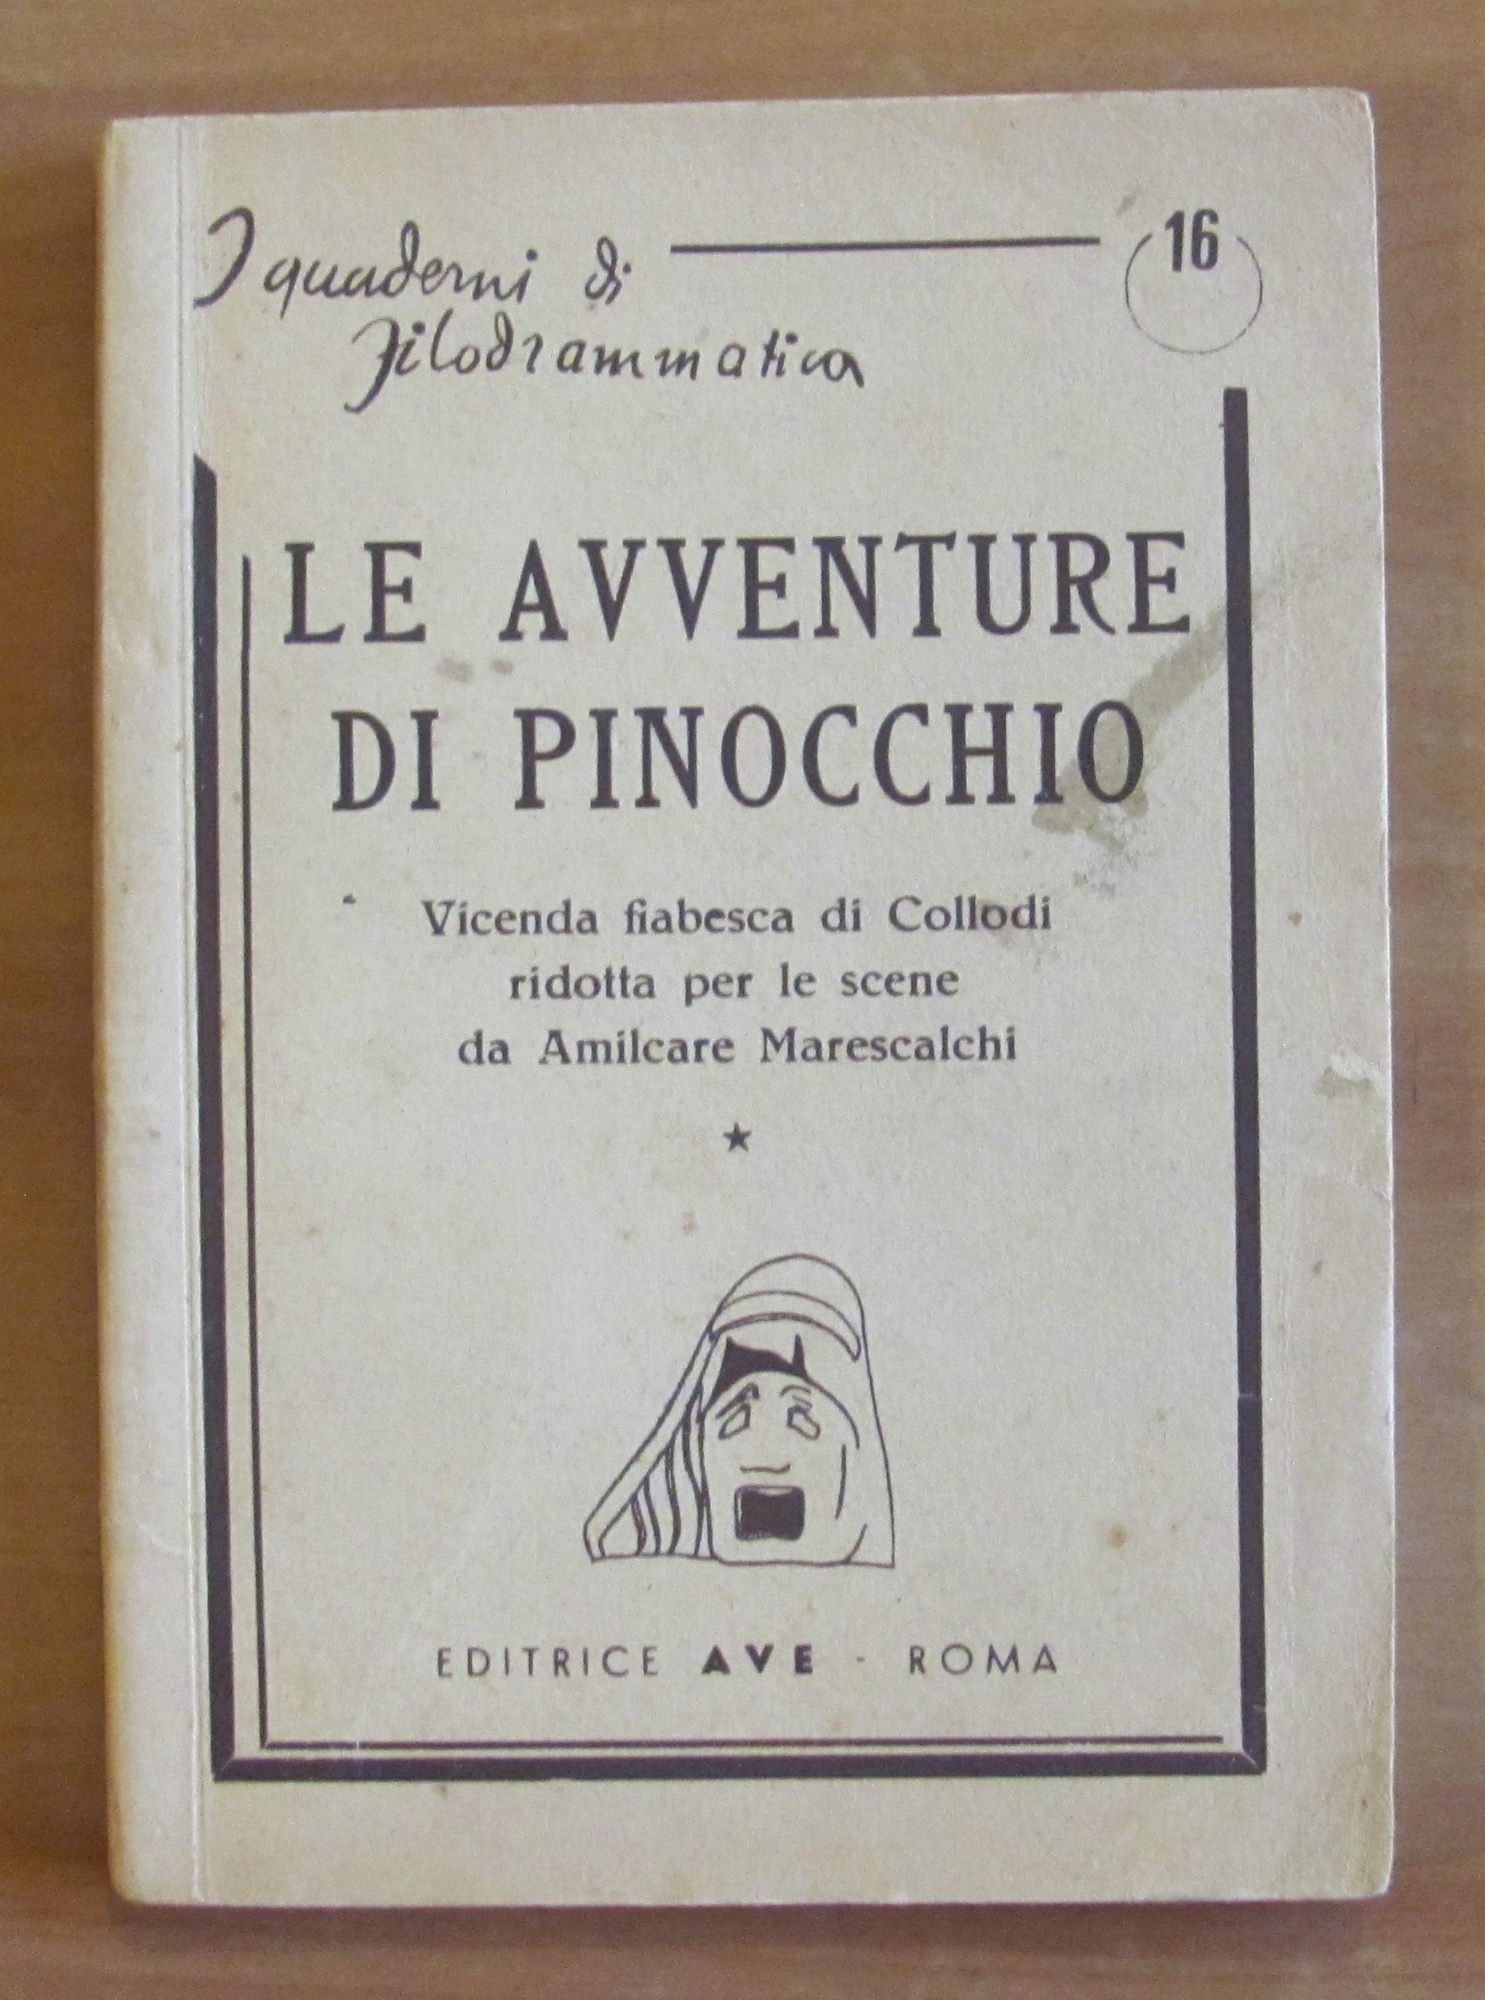 I quaderni di
filodrammatica
16
LE AVVENTURE
DI PINOCCHIO
Vicenda fiabesca di Collodi
ridotta per le scene
da Amilcare Marescalchi
★
EDITRICE AVE - ROMA